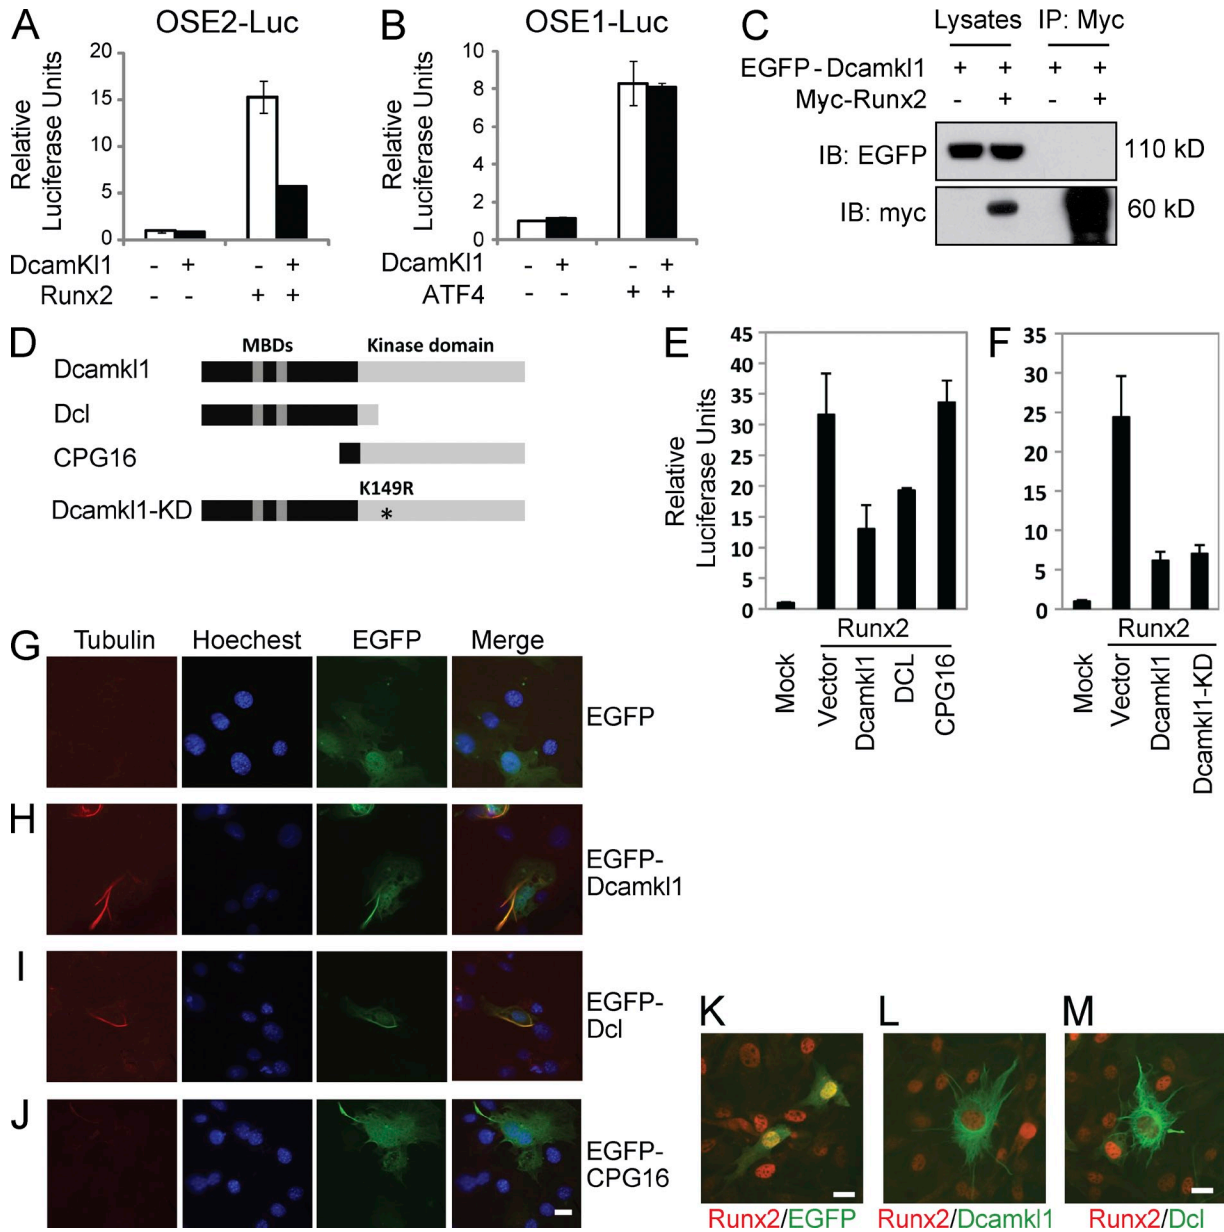 A
OSE2-Luc
Relative
Luciferase Units
20
15
10
5
0
DcamKl1 - + - +
Runx2 - - + +
B
OSE1-Luc
Relative
Luciferase Units
10
8
6
4
2
0
DcamKl1 - + - +
ATF4 - - + +
C
Lysates IP: Myc
EGFP-Dcamkl1 + + + +
Myc-Runx2 - + - +
IB: EGFP 110 kD
IB: myc 60 kD
D
MBDs Kinase domain
Dcamkl1
Dcl
CPG16
K149R
Dcamkl1-KD *
E
Relative
Luciferase Units
45
40
35
30
25
20
15
10
5
0
Runx2
Mock
Vector
Dcamkl1
DCL
CPG16
F
35
30
25
20
15
10
5
0
Runx2
Mock
Vector
Dcamkl1
Dcamkl1-KD
Tubulin Hoechest EGFP Merge
G
EGFP
H
EGFP-
Dcamkl1
I
EGFP-
Dcl
J
EGFP-
CPG16
K
Runx2/EGFP
L
Runx2/Dcamkl1
M
Runx2/Dcl